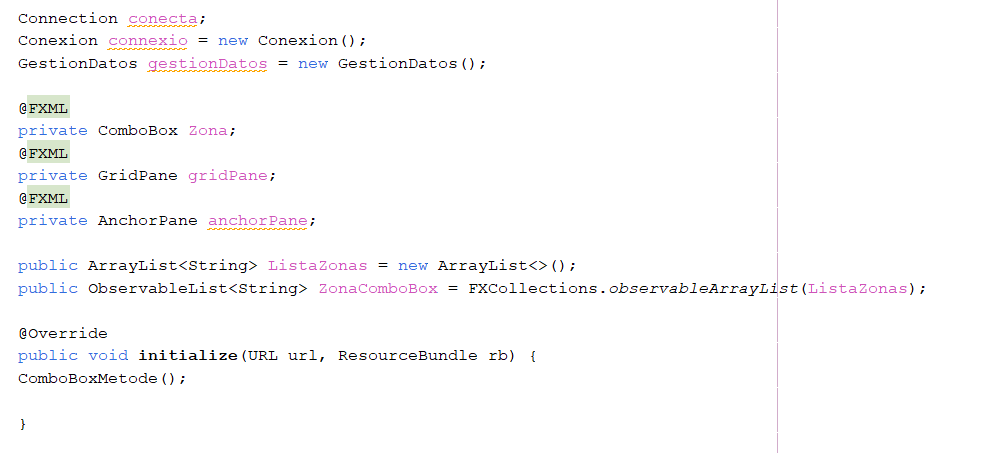 Connection conecta;
Conexion connexio = new Conexion();
GestionDatos gestionDatos = new GestionDatos();
@FXML
private ComboBox Zona;
@FXML
private GridPane gridPane;
@FXML
private AnchorPane anchorPane;
public ArrayList<String> ListaZonas = new ArrayList<>();
public ObservableList<String> ZonaComboBox = FXCollections.observableArrayList(ListaZonas);
@Override
public void initialize(URL url, ResourceBundle rb) {
ComboBoxMetode();
}